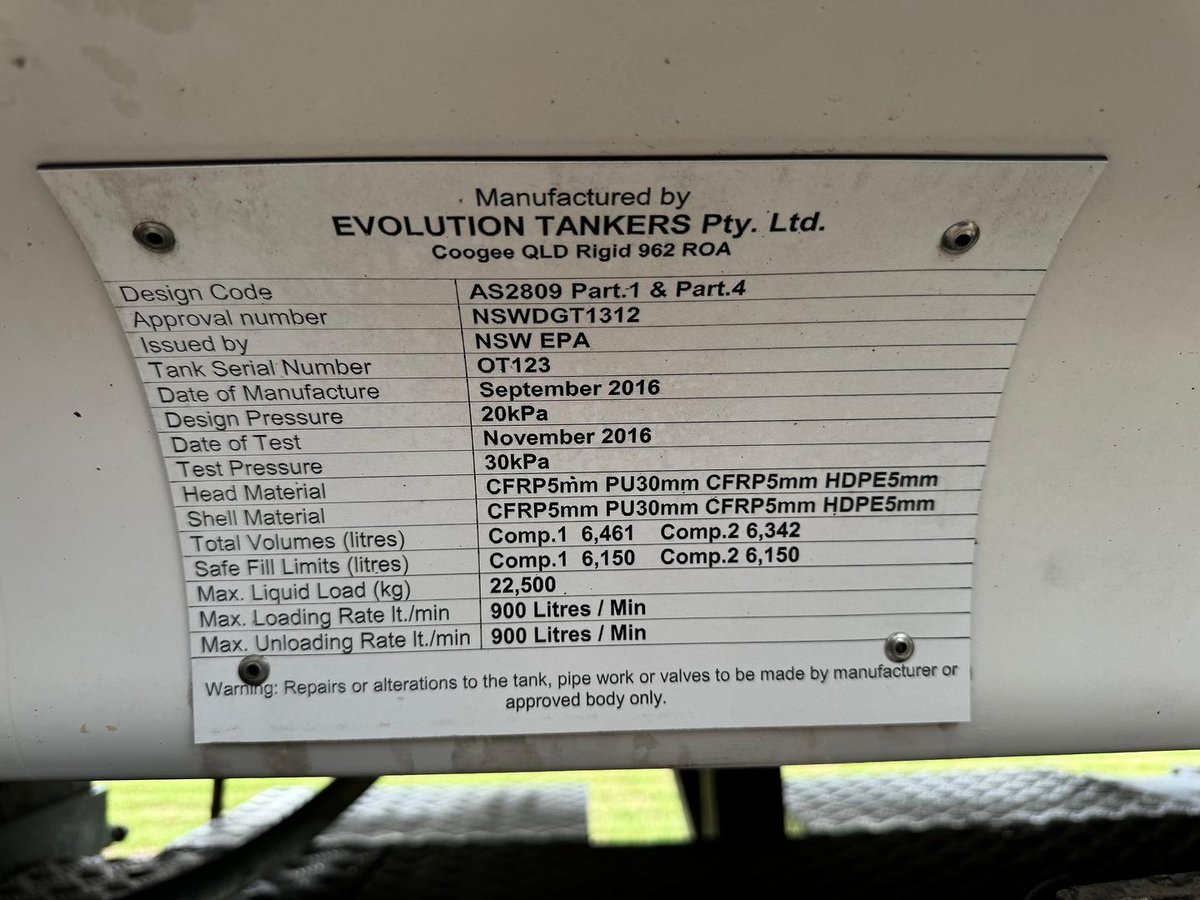 Manufactured by
EVOLUTION TANKERS Pty. Ltd.
Coogee QLD Rigid 962 ROA
Design Code AS2809 Part.1 & Part.4
Approval number NSWDGT1312
Issued by NSW EPA
Tank Serial Number OT123
Date of Manufacture September 2016
Design Pressure 20kPa
Date of Test November 2016
Test Pressure 30kPa
Head Material CFRP5mm PU30mm CFRP5mm HDPE5mm
Shell Material CFRP5mm PU30mm CFRP5mm HDPE5mm
Total Volumes (litres) Comp.1 6,461 Comp.2 6,342
Safe Fill Limits (litres) Comp.1 6,150 Comp.2 6,150
Max. Liquid Load (kg) 22,500
Max. Loading Rate lt./min 900 Litres / Min
Max. Unloading Rate lt./min 900 Litres / Min
Warning: Repairs or alterations to the tank, pipe work or valves to be made by manufacturer or
approved body only.